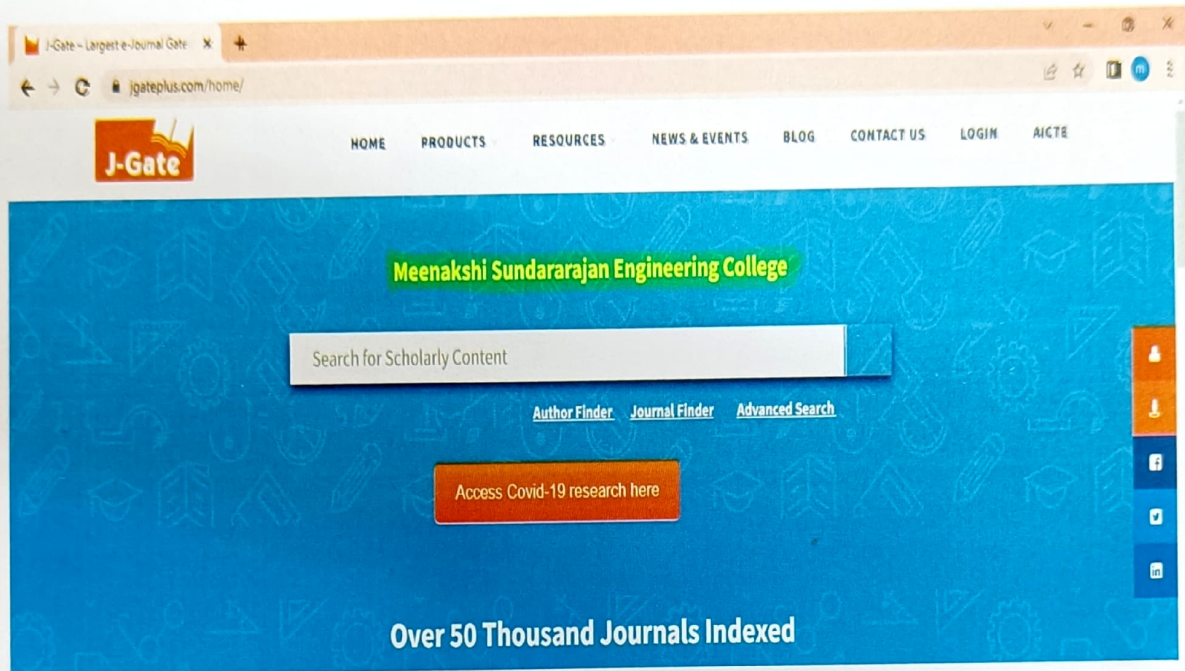 J-Gate - Largest e-Journal Gate
jgateplus.com/home/
J-Gate
HOME PRODUCTS RESOURCES NEWS & EVENTS BLOG CONTACT US LOGIN AICTE
Meenakshi Sundararajan Engineering College
Search for Scholarly Content
Author Finder Journal Finder Advanced Search
Access Covid-19 research here
Over 50 Thousand Journals Indexed